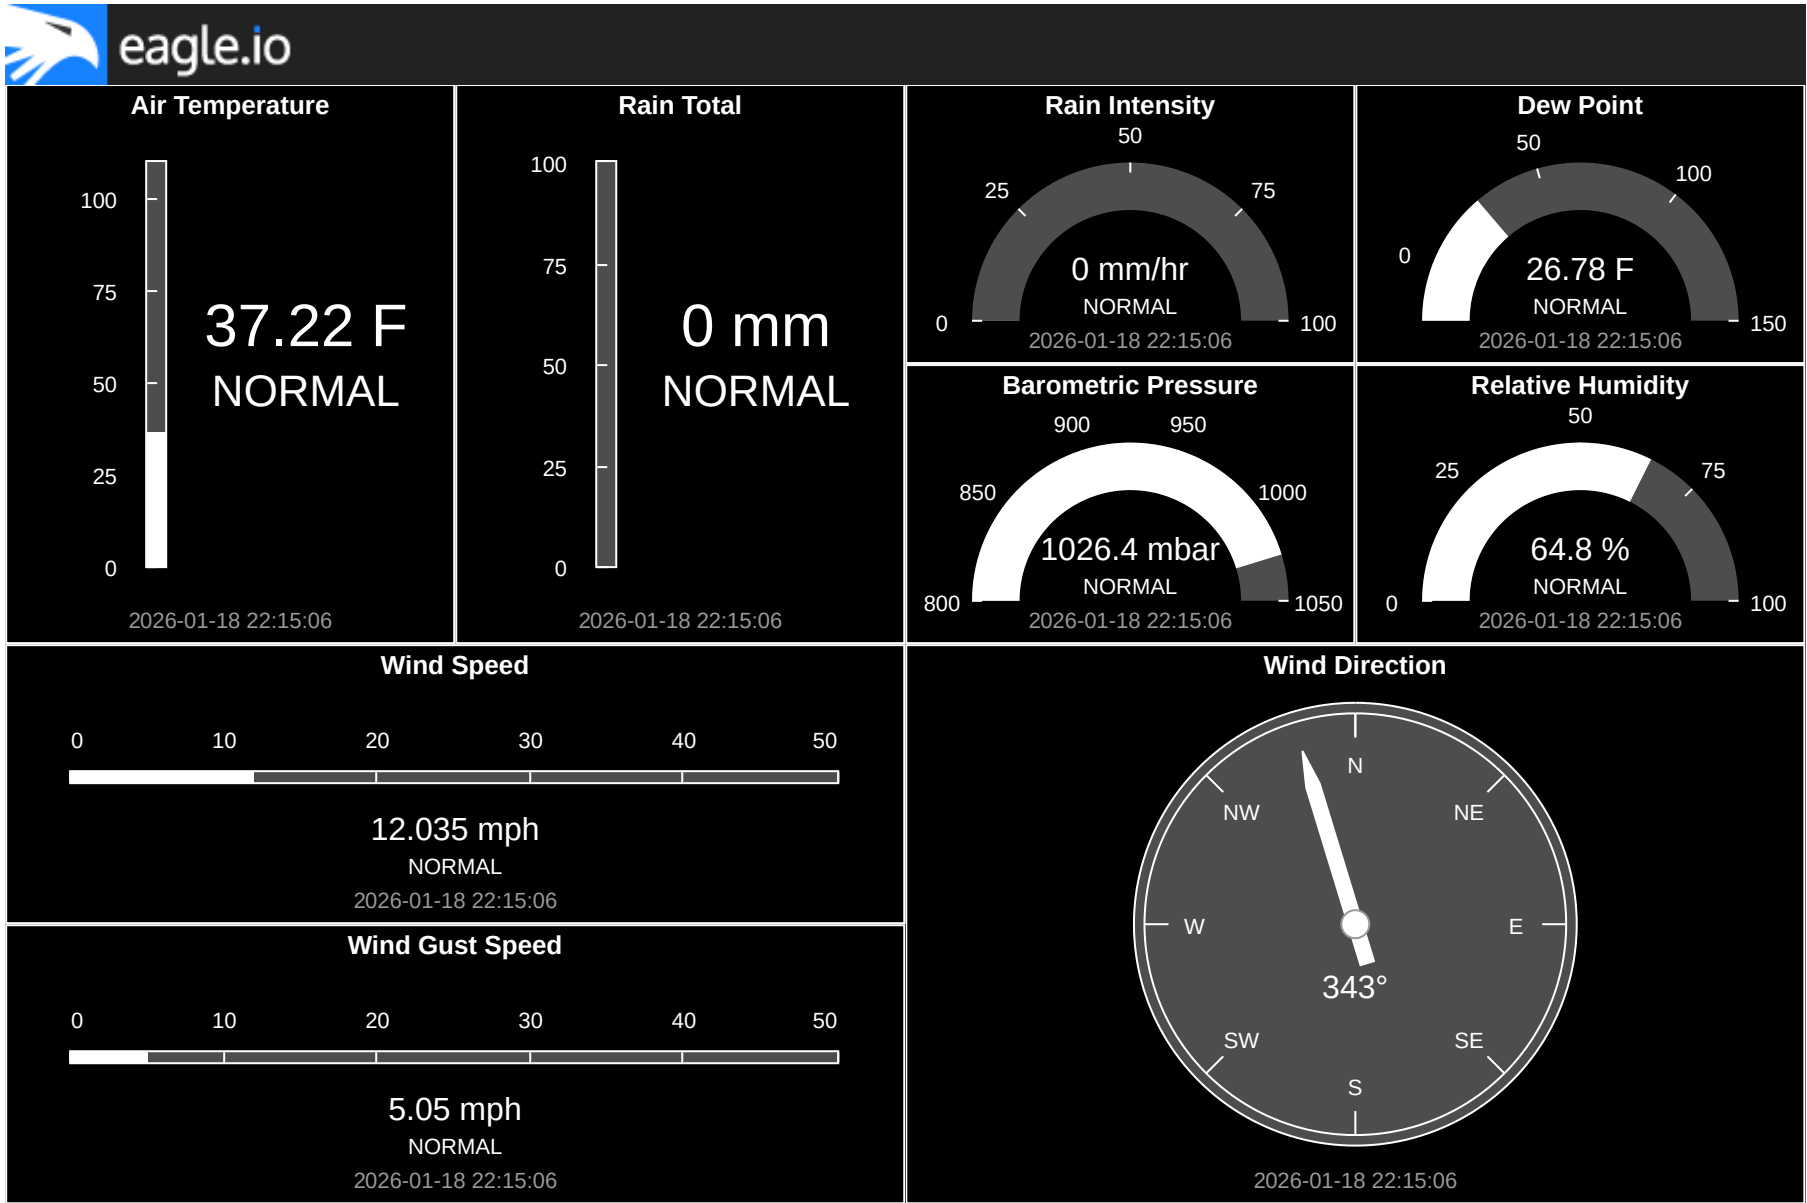 eagle.io
Air Temperature
100
75
50
25
0
37.22 F
NORMAL
2026-01-18 22:15:06
Rain Total
100
75
50
25
0
0 mm
NORMAL
2026-01-18 22:15:06
Rain Intensity
0
25
50
75
100
0 mm/hr
NORMAL
2026-01-18 22:15:06
Dew Point
0
50
100
150
26.78 F
NORMAL
2026-01-18 22:15:06
Barometric Pressure
800
850
900
950
1000
1050
1026.4 mbar
NORMAL
2026-01-18 22:15:06
Relative Humidity
0
25
50
75
100
64.8 %
NORMAL
2026-01-18 22:15:06
Wind Speed
0 10 20 30 40 50
12.035 mph
NORMAL
2026-01-18 22:15:06
Wind Gust Speed
0 10 20 30 40 50
5.05 mph
NORMAL
2026-01-18 22:15:06
Wind Direction
N
NW NE
W E
343°
SW SE
S
2026-01-18 22:15:06